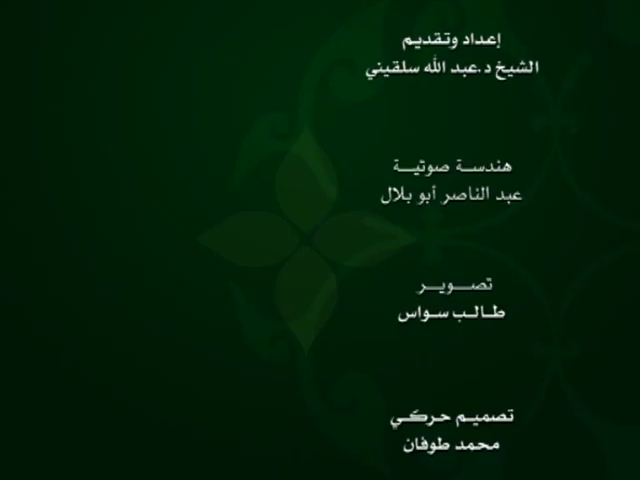 إعداد وتقديم
الشيخ د.عبد الله سلقيني
هندسة صوتية
عبد الناصر أبو بلال
تصوير
طالب سواس
تصميم حركي
محمد طوفان